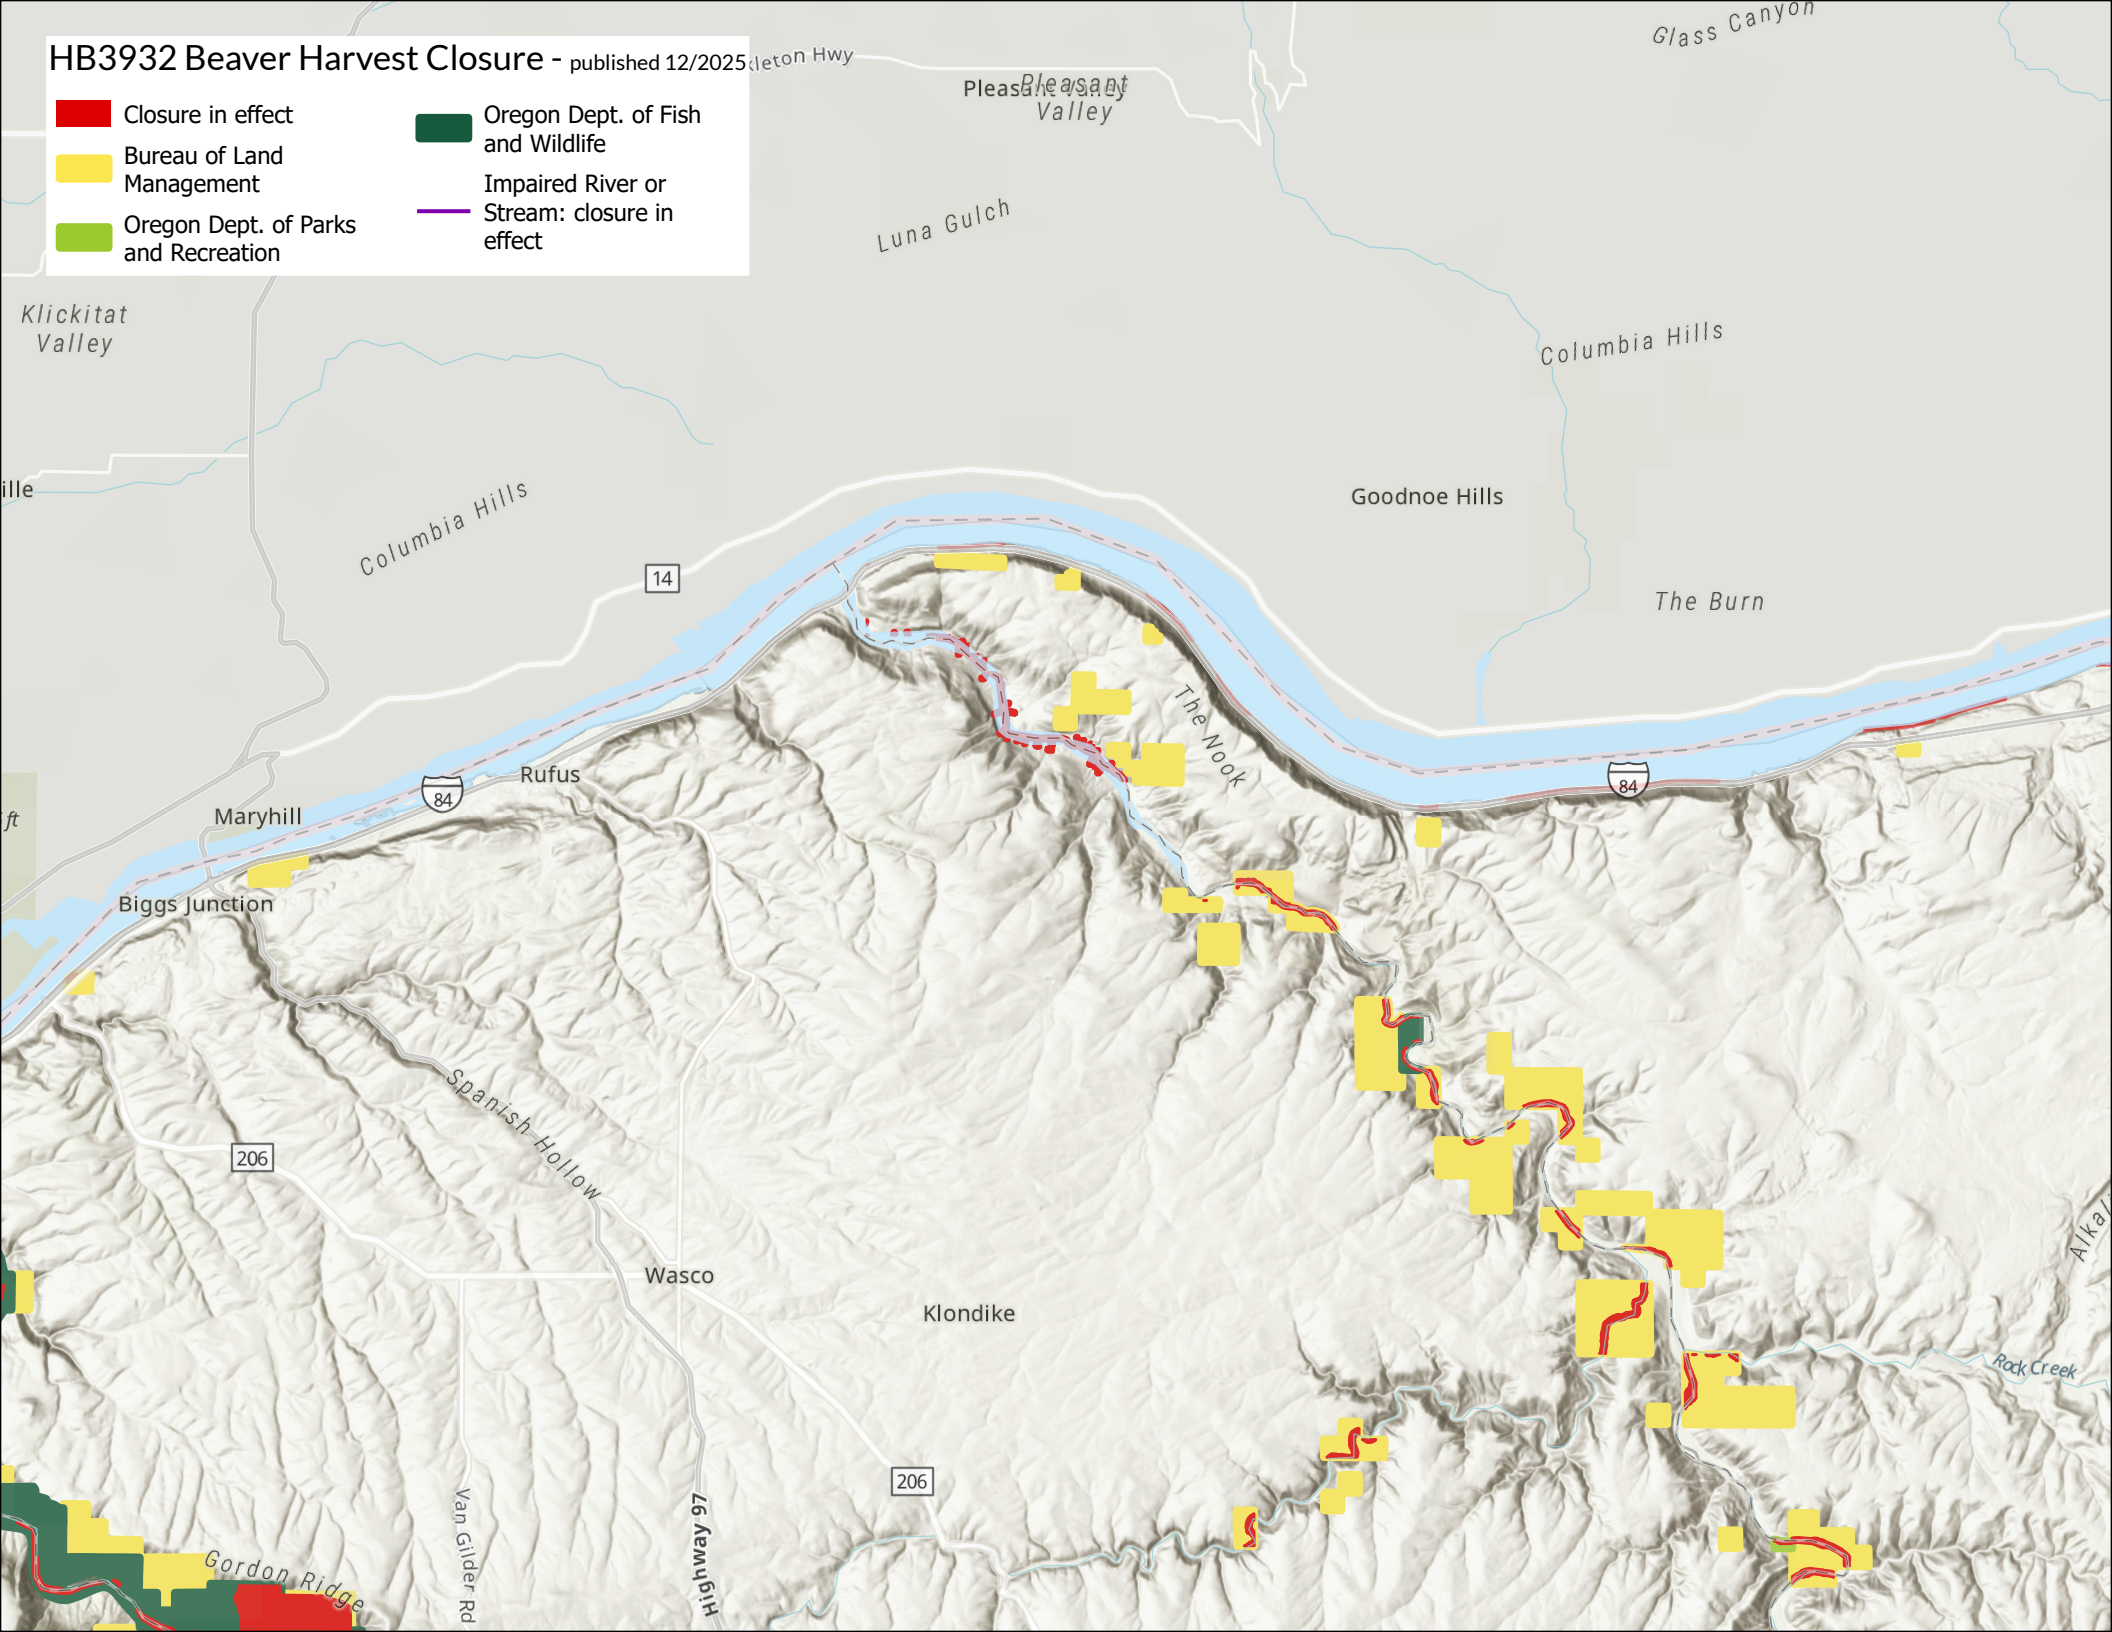 HB3932 Beaver Harvest Closure - published 12/2025
Closure in effect
Bureau of Land
Management
Oregon Dept. of Parks
and Recreation
Oregon Dept. of Fish
and Wildlife
Impaired River or
Stream: closure in
effect
Hwy
Glass Canyon
Pleasant Valley
Pleasant
Valley
Luna Gulch
Klickitat
Valley
Columbia Hills
Columbia Hills
ille
Goodnoe Hills
14
The Burn
The Nook
Rufus
84
84
Maryhill
ft
Biggs Junction
Spanish Hollow
206
Wasco
Klondike
Rock Creek
206
Van Gilder Rd
Highway 97
Gordon Ridge